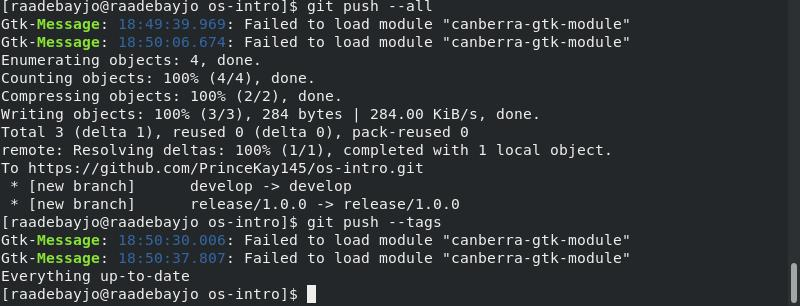 [raadebayjo@raadebayjo os-intro]$ git push --all
Gtk-Message: 18:49:39.969: Failed to load module "canberra-gtk-module"
Gtk-Message: 18:50:06.674: Failed to load module "canberra-gtk-module"
Enumerating objects: 4, done.
Counting objects: 100% (4/4), done.
Compressing objects: 100% (2/2), done.
Writing objects: 100% (3/3), 284 bytes | 284.00 KiB/s, done.
Total 3 (delta 1), reused 0 (delta 0), pack-reused 0
remote: Resolving deltas: 100% (1/1), completed with 1 local object.
To https://github.com/PrinceKay145/os-intro.git
 * [new branch]      develop -> develop
 * [new branch]      release/1.0.0 -> release/1.0.0
[raadebayjo@raadebayjo os-intro]$ git push --tags
Gtk-Message: 18:50:30.006: Failed to load module "canberra-gtk-module"
Gtk-Message: 18:50:37.807: Failed to load module "canberra-gtk-module"
Everything up-to-date
[raadebayjo@raadebayjo os-intro]$